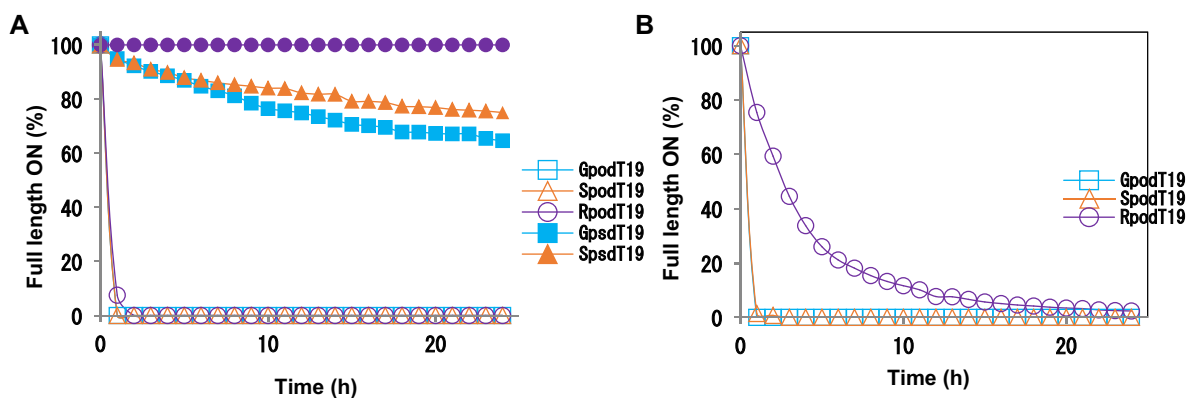 A
Full length ON (%)
100
80
60
40
20
0
0
10
20
Time (h)
GpodT19
SpodT19
RpodT19
GpsdT19
SpsdT19
B
Full length ON (%)
100
80
60
40
20
0
0
10
20
Time (h)
GpodT19
SpodT19
RpodT19